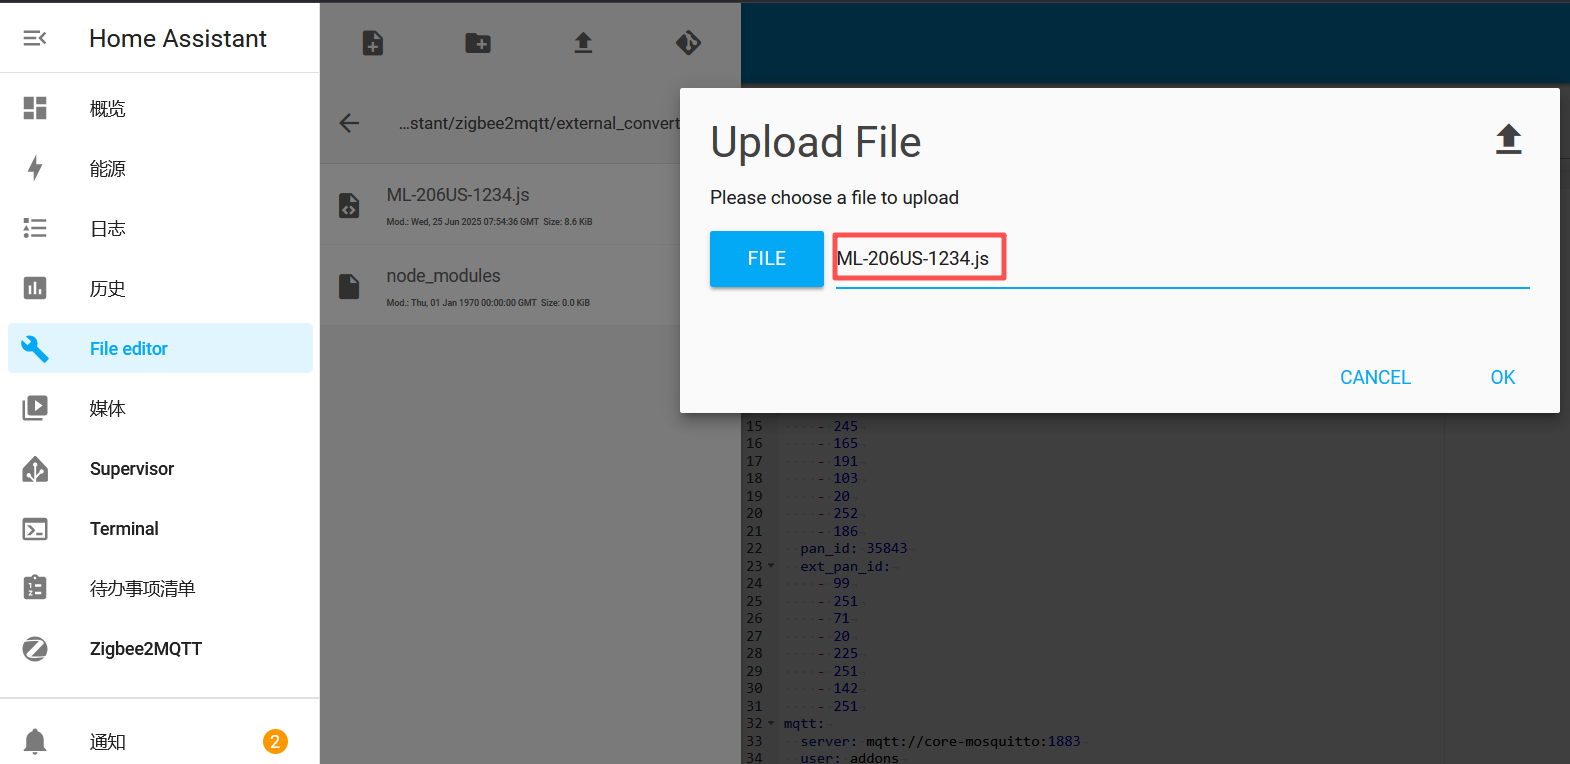 Home Assistant
概览
能源
日志
历史
File editor
媒体
Supervisor
Terminal
待办事项清单
Zigbee2MQTT
通知
2
...stant/zigbee2mqtt/external_convert
ML-206US-1234.js
Mod.: Wed, 25 Jun 2025 07:54:36 GMT Size: 8.6 KiB
node_modules
Mod.: Thu, 01 Jan 1970 00:00:00 GMT Size: 0.0 KiB
Upload File
Please choose a file to upload
FILE
ML-206US-1234.js
CANCEL
OK
15 - 245
16 - 165
17 - 191
18 - 103
19 - 20
20 - 252
21 - 186
22 pan_id: 35843
23 ext_pan_id:
24 - 99
25 - 251
26 - 71
27 - 20
28 - 225
29 - 251
30 - 142
31 - 251
32 mqtt:
33 server: mqtt://core-mosquitto:1883
34 user: addons